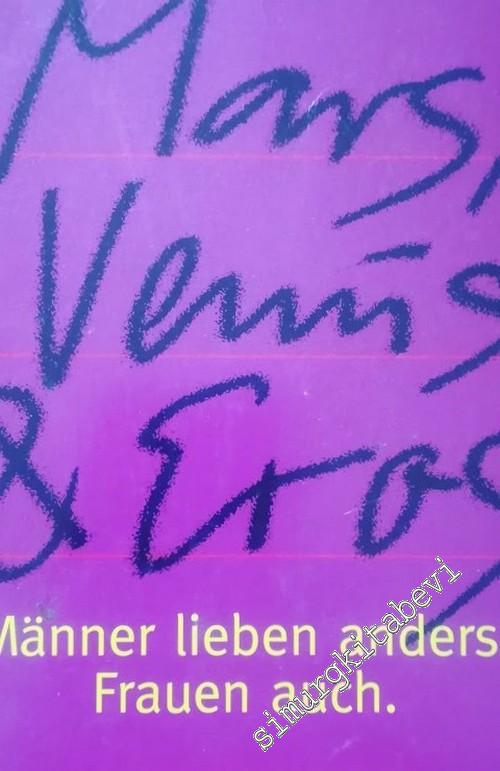 Mars,
Venus
& Eros
Männer lieben anders.
Frauen auch.
simurgkitabevi